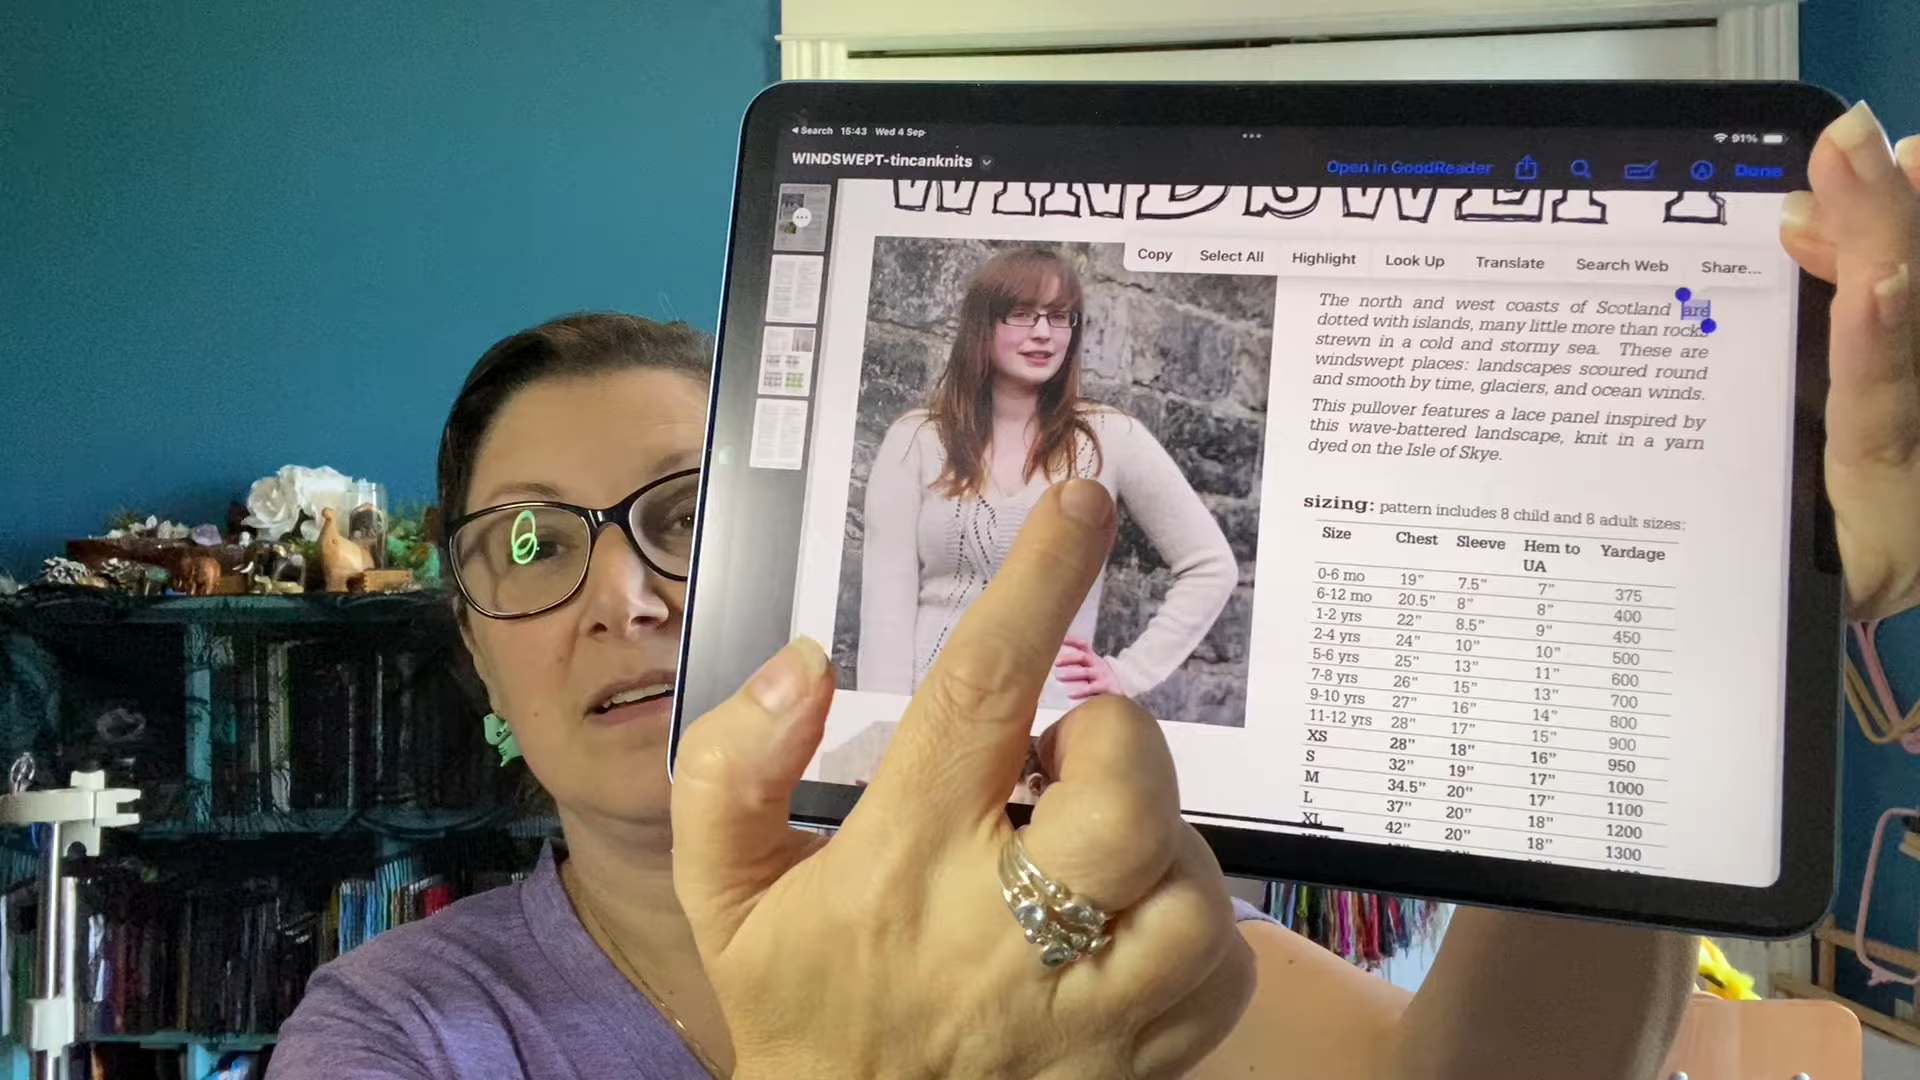 Search 15:43 Wed 4 Sep
91%
WINDSWEPT-tincanknits
Open in GoodReader
Done
WINDSWEPT
Copy Select All Highlight Look Up Translate Search Web Share...
The north and west coasts of Scotland are
dotted with islands, many little more than rocks
strewn in a cold and stormy sea. These are
windswept places: landscapes scoured round
and smooth by time, glaciers, and ocean winds.
This pullover features a lace panel inspired by
this wave-battered landscape, knit in a yarn
dyed on the Isle of Skye.
sizing: pattern includes 8 child and 8 adult sizes:
Size Chest Sleeve Hem to UA Yardage
0-6 mo 19" 7.5" 7" 375
6-12 mo 20.5" 8" 8" 400
1-2 yrs 22" 8.5" 9" 450
2-4 yrs 24" 10" 10" 500
5-6 yrs 25" 13" 11" 600
7-8 yrs 26" 15" 13" 700
9-10 yrs 27" 16" 14" 800
11-12 yrs 28" 17" 15" 900
XS 28" 18" 16" 950
S 32" 19" 17" 1000
M 34.5" 20" 17" 1100
L 37" 20" 18" 1200
XL 42" 20" 18" 1300